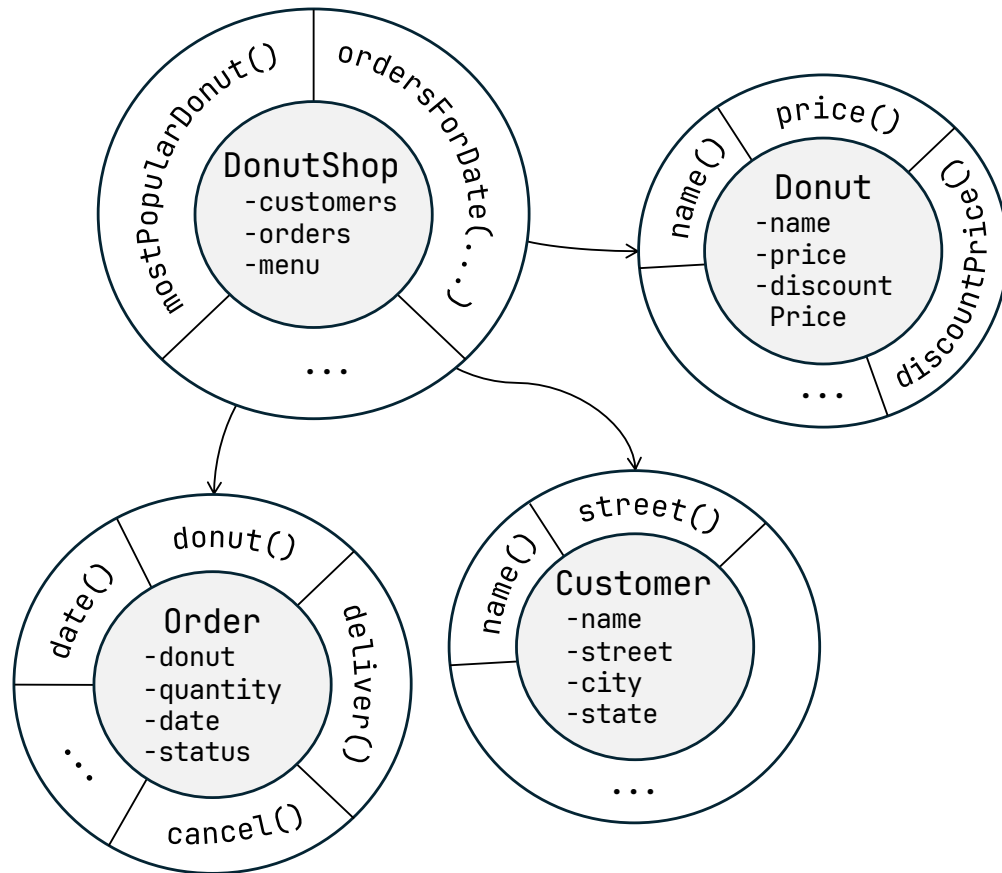 mostPopularDonut()
ordersForDate(...)
DonutShop
-customers
-orders
-menu
...
name()
price()
discountPrice()
Donut
-name
-price
-discount
Price
...
date()
donut()
deliver()
Order
-donut
-quantity
-date
-status
...
cancel()
name()
street()
Customer
-name
-street
-city
-state
...